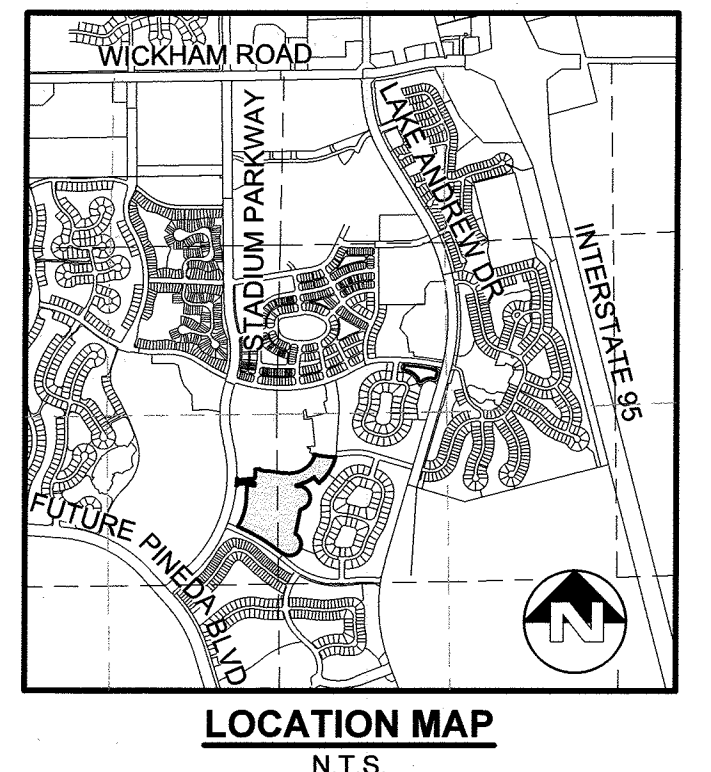 WICKHAM ROAD
STADIUM PARKWAY
LAKE ANDREW DR
INTERSTATE 95
FUTURE PINEDA BLVD
N
LOCATION MAP
N.T.S.